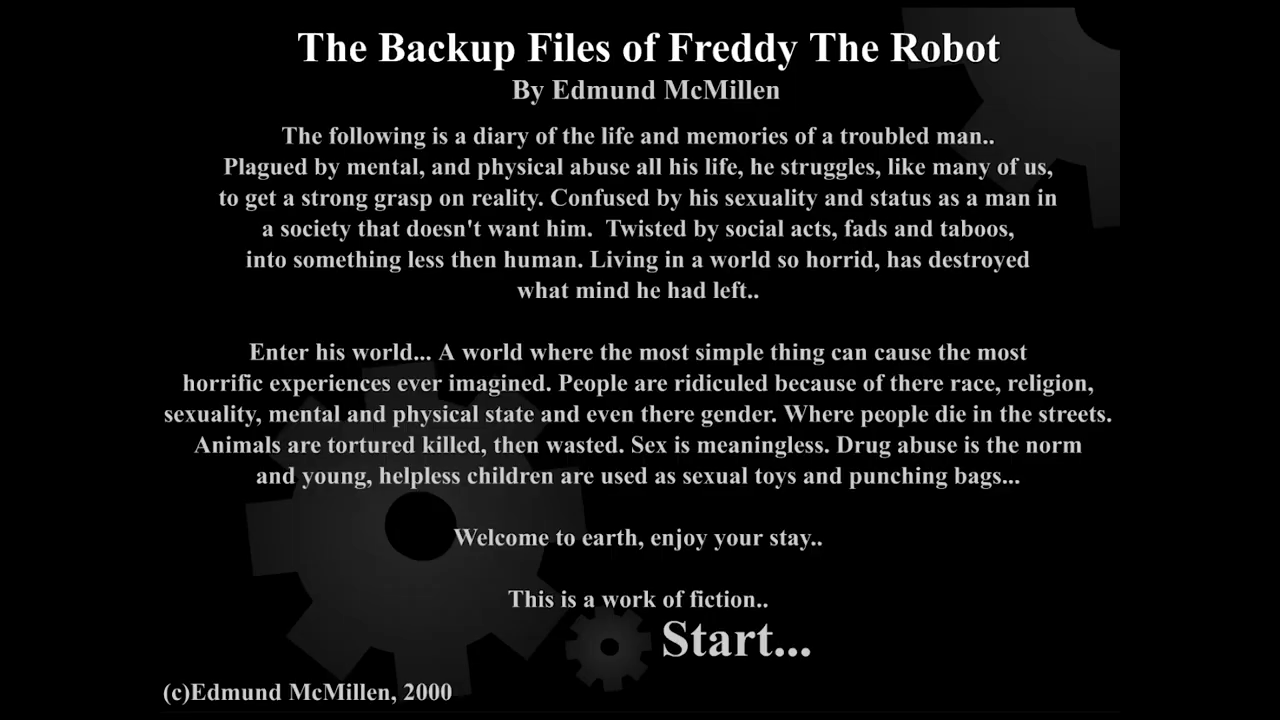 The Backup Files of Freddy The Robot
By Edmund McMillen
The following is a diary of the life and memories of a troubled man..
Plagued by mental, and physical abuse all his life, he struggles, like many of us,
to get a strong grasp on reality. Confused by his sexuality and status as a man in
a society that doesn't want him.  Twisted by social acts, fads and taboos,
into something less then human. Living in a world so horrid, has destroyed
what mind he had left..
Enter his world... A world where the most simple thing can cause the most
horrific experiences ever imagined. People are ridiculed because of there race, religion,
sexuality, mental and physical state and even there gender. Where people die in the streets.
Animals are tortured killed, then wasted. Sex is meaningless. Drug abuse is the norm
and young, helpless children are used as sexual toys and punching bags...
Welcome to earth, enjoy your stay..
This is a work of fiction..
Start...
(c)Edmund McMillen, 2000